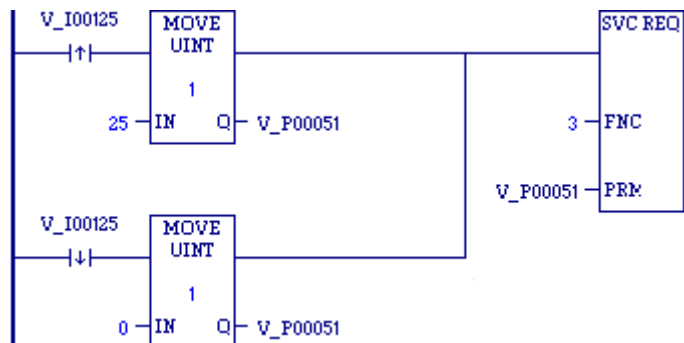 V_I00125
MOVE UINT
1
25 IN Q V_P00051
SVC REQ
3 FNC
V_P00051 PRM
V_I00125
MOVE UINT
1
0 IN Q V_P00051